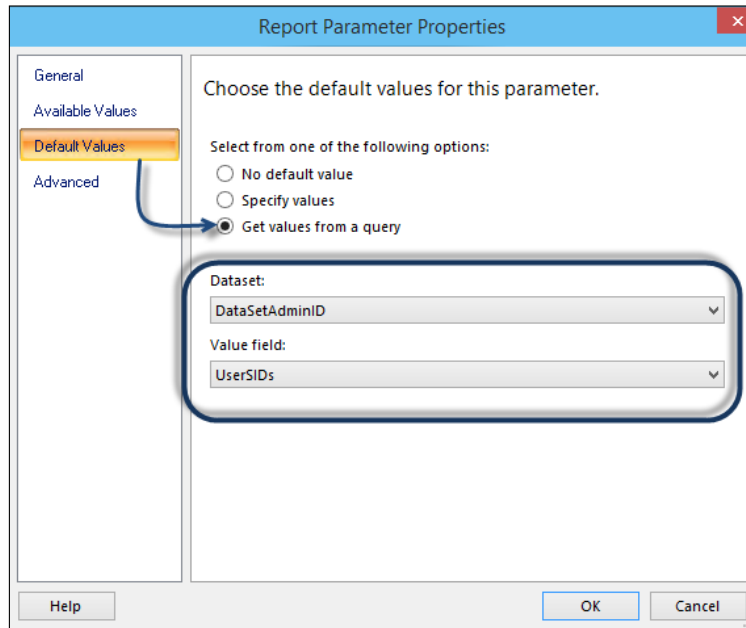 Report Parameter Properties
General
Available Values
Default Values
Advanced
Choose the default values for this parameter.
Select from one of the following options:
No default value
Specify values
Get values from a query
Dataset:
DataSetAdminID
Value field:
UserSIDs
Help
OK
Cancel